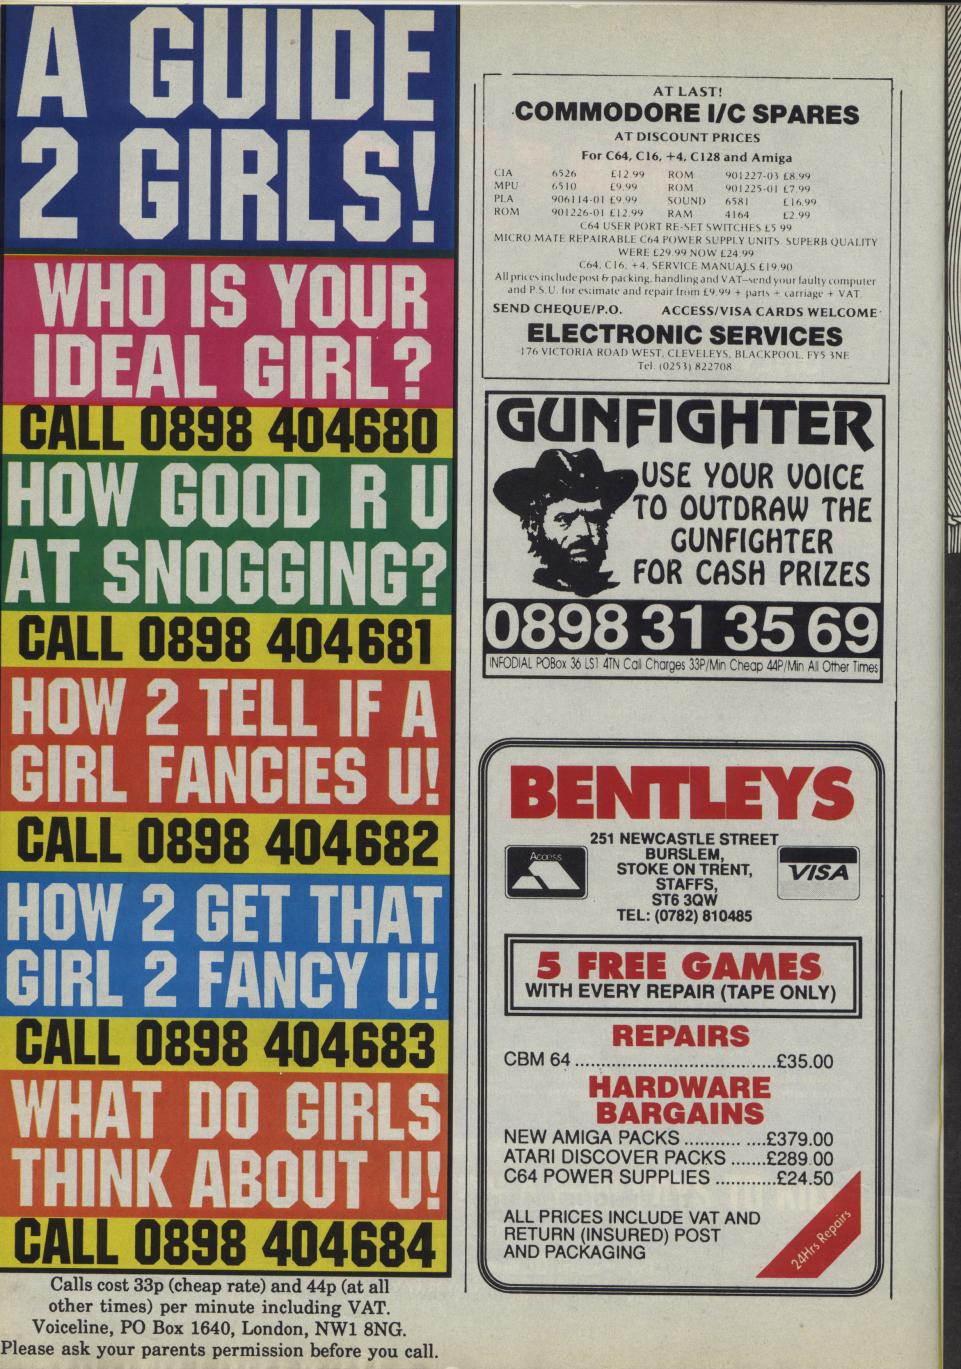 A GUIDE
2 GIRLS!
WHO IS YOUR
IDEAL GIRL?
CALL 0898 404680
HOW GOOD R U
AT SNOGGING?
CALL 0898 404681
HOW 2 TELL IF A
GIRL FANCIES U!
CALL 0898 404682
HOW 2 GET THAT
GIRL 2 FANCY U!
CALL 0898 404683
WHAT DO GIRLS
THINK ABOUT U!
CALL 0898 404684
Calls cost 33p (cheap rate) and 44p (at all
other times) per minute including VAT.
Voiceline, PO Box 1640, London, NW1 8NG.
Please ask your parents permission before you call.
AT LAST!
COMMODORE I/C SPARES
AT DISCOUNT PRICES
For C64, C16, +4, C128 and Amiga
CIA 6526 £12.99 ROM 901227-03 £8.99
MPU 6510 £9.99 ROM 901225-01 £7.99
PLA 906114-01 £9.99 SOUND 6581 £16.99
ROM 901226-01 £12.99 RAM 4164 £2.99
C64 USER PORT RE-SET SWITCHES £5.99
MICRO MATE REPAIRABLE C64 POWER SUPPLY UNITS. SUPERB QUALITY
WERE £29.99 NOW £24.99
C64, C16, +4, SERVICE MANUALS £19.90
All prices include post & packing, handling and VAT—send your faulty computer
and P.S.U. for estimate and repair from £9.99 + parts + carriage + VAT.
SEND CHEQUE/P.O. ACCESS/VISA CARDS WELCOME
ELECTRONIC SERVICES
176 VICTORIA ROAD WEST, CLEVELEYS, BLACKPOOL, FY5 3NE
Tel. (0253) 822708
GUNFIGHTER
USE YOUR VOICE
TO OUTDRAW THE
GUNFIGHTER
FOR CASH PRIZES
0898 31 35 69
INFODIAL POBox 36 LS1 4TN Call Charges 33P/Min Cheap 44P/Min All Other Times
BENTLEYS
251 NEWCASTLE STREET
BURSLEM,
STOKE ON TRENT,
STAFFS,
ST6 3QW
TEL: (0782) 810485
Access
VISA
5 FREE GAMES
WITH EVERY REPAIR (TAPE ONLY)
REPAIRS
CBM 64 ....................................£35.00
HARDWARE
BARGAINS
NEW AMIGA PACKS ........... ....£379.00
ATARI DISCOVER PACKS .......£289.00
C64 POWER SUPPLIES ............£24.50
ALL PRICES INCLUDE VAT AND
RETURN (INSURED) POST
AND PACKAGING
24Hrs Repairs